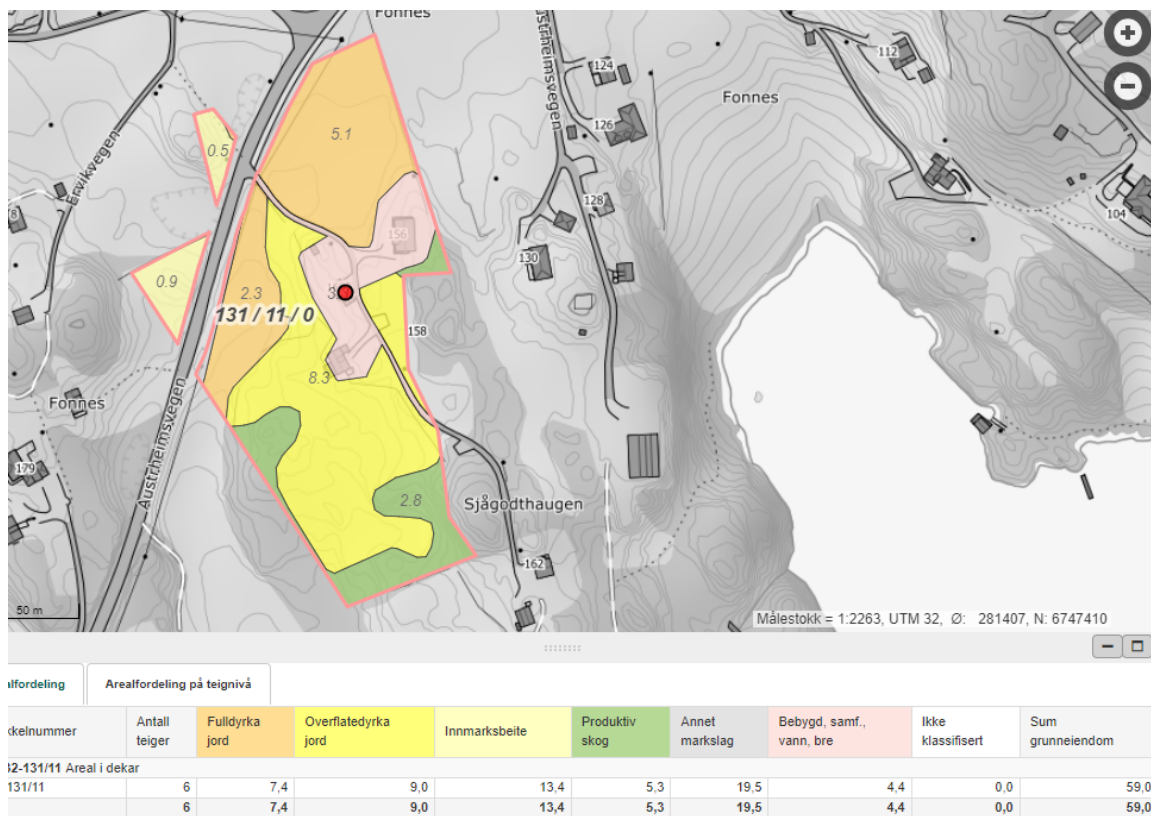 Fonnes
Austrheimsvegen
124
112
Fonnes
126
5.1
0.5
Ervikvegen
128
104
156
130
0.9
2.3
131 / 11 / 0
158
8.3
Fonnes
179
Austrheimsvegen
2.8
Sjågodthaugen
162
50 m
Målestokk = 1:2263, UTM 32, Ø: 281407, N: 6747410
alfordeling
Arealfordeling på teignivå
kkelnummer Antall teiger Fulldyrka jord Overflatedyrka jord Innmarksbeite Produktiv skog Annet markslag Bebygd, samf., vann, bre Ikke klassifisert Sum grunneiendom
32-131/11 Areal i dekar
131/11 6 7,4 9,0 13,4 5,3 19,5 4,4 0,0 59,0
6 7,4 9,0 13,4 5,3 19,5 4,4 0,0 59,0